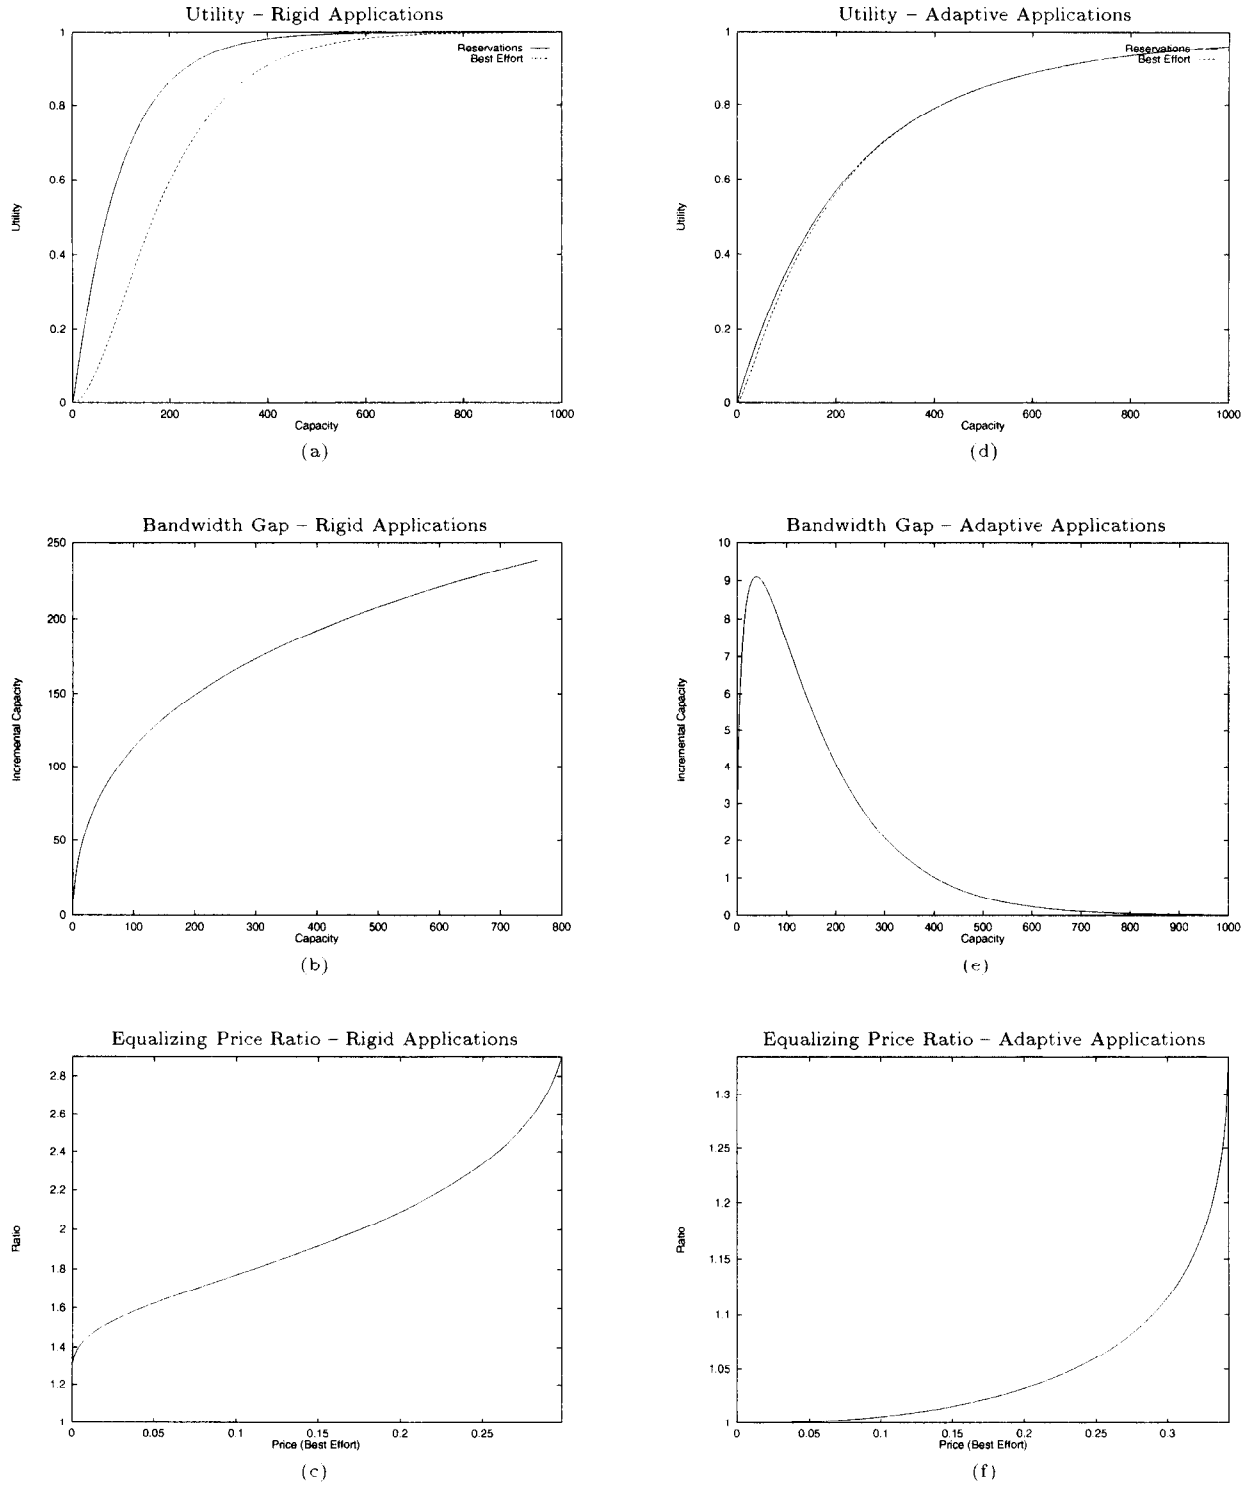 Utility – Rigid Applications
1
0.8
0.6
0.4
0.2
0
Utility
Reservations
Best Effort
0 200 400 600 800 1000
Capacity
(a)
Utility – Adaptive Applications
1
0.8
0.6
0.4
0.2
0
Utility
Reservations
Best Effort
0 200 400 600 800 1000
Capacity
(d)
Bandwidth Gap – Rigid Applications
250
200
150
100
50
0
Incremental Capacity
0 100 200 300 400 500 600 700 800
Capacity
(b)
Bandwidth Gap – Adaptive Applications
10
9
8
7
6
5
4
3
2
1
0
Incremental Capacity
0 100 200 300 400 500 600 700 800 900 1000
Capacity
(e)
Equalizing Price Ratio – Rigid Applications
2.8
2.6
2.4
2.2
2
1.8
1.6
1.4
1.2
1
Ratio
0 0.05 0.1 0.15 0.2 0.25
Price (Best Effort)
(c)
Equalizing Price Ratio – Adaptive Applications
1.3
1.25
1.2
1.15
1.1
1.05
1
Ratio
0 0.05 0.1 0.15 0.2 0.25 0.3
Price (Best Effort)
(f)